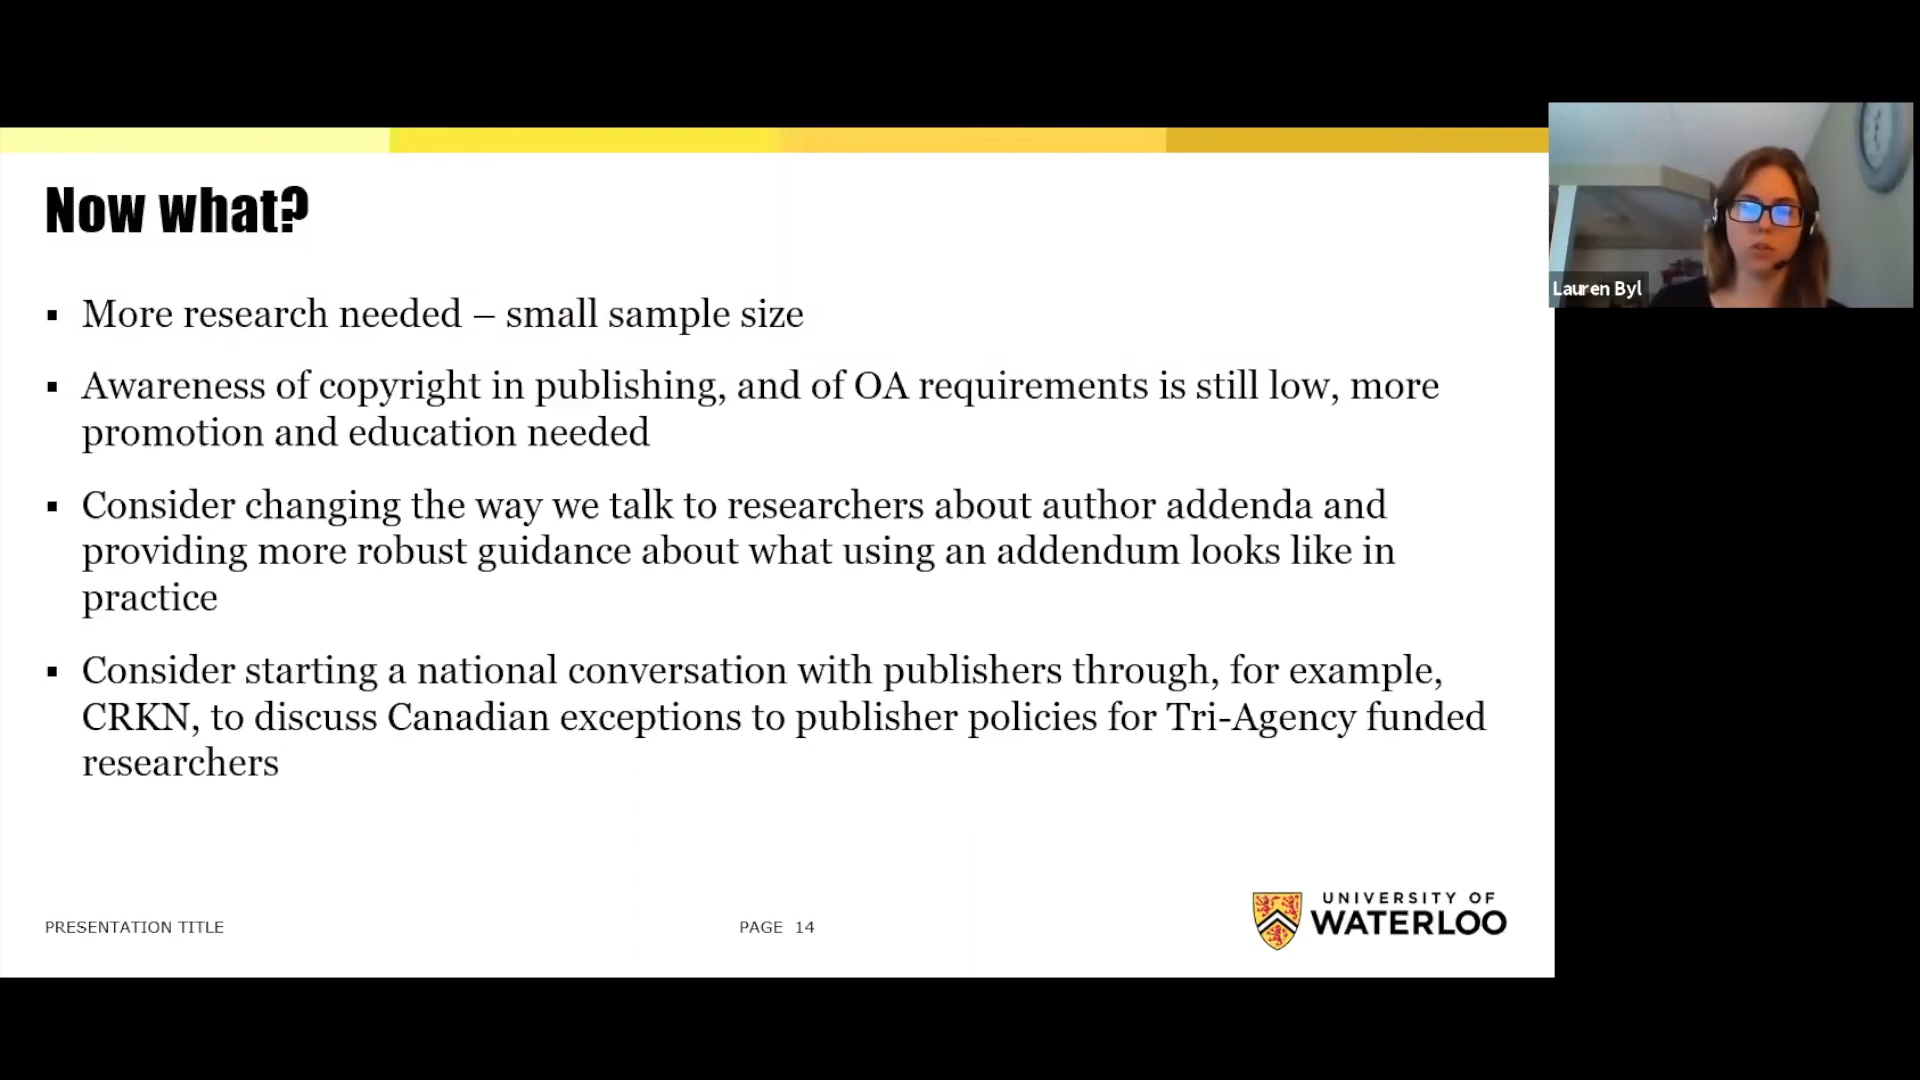 Now what?
▪ More research needed – small sample size
▪ Awareness of copyright in publishing, and of OA requirements is still low, more
promotion and education needed
▪ Consider changing the way we talk to researchers about author addenda and
providing more robust guidance about what using an addendum looks like in
practice
▪ Consider starting a national conversation with publishers through, for example,
CRKN, to discuss Canadian exceptions to publisher policies for Tri-Agency funded
researchers
PRESENTATION TITLE
PAGE 14
UNIVERSITY OF
WATERLOO
Lauren Byl